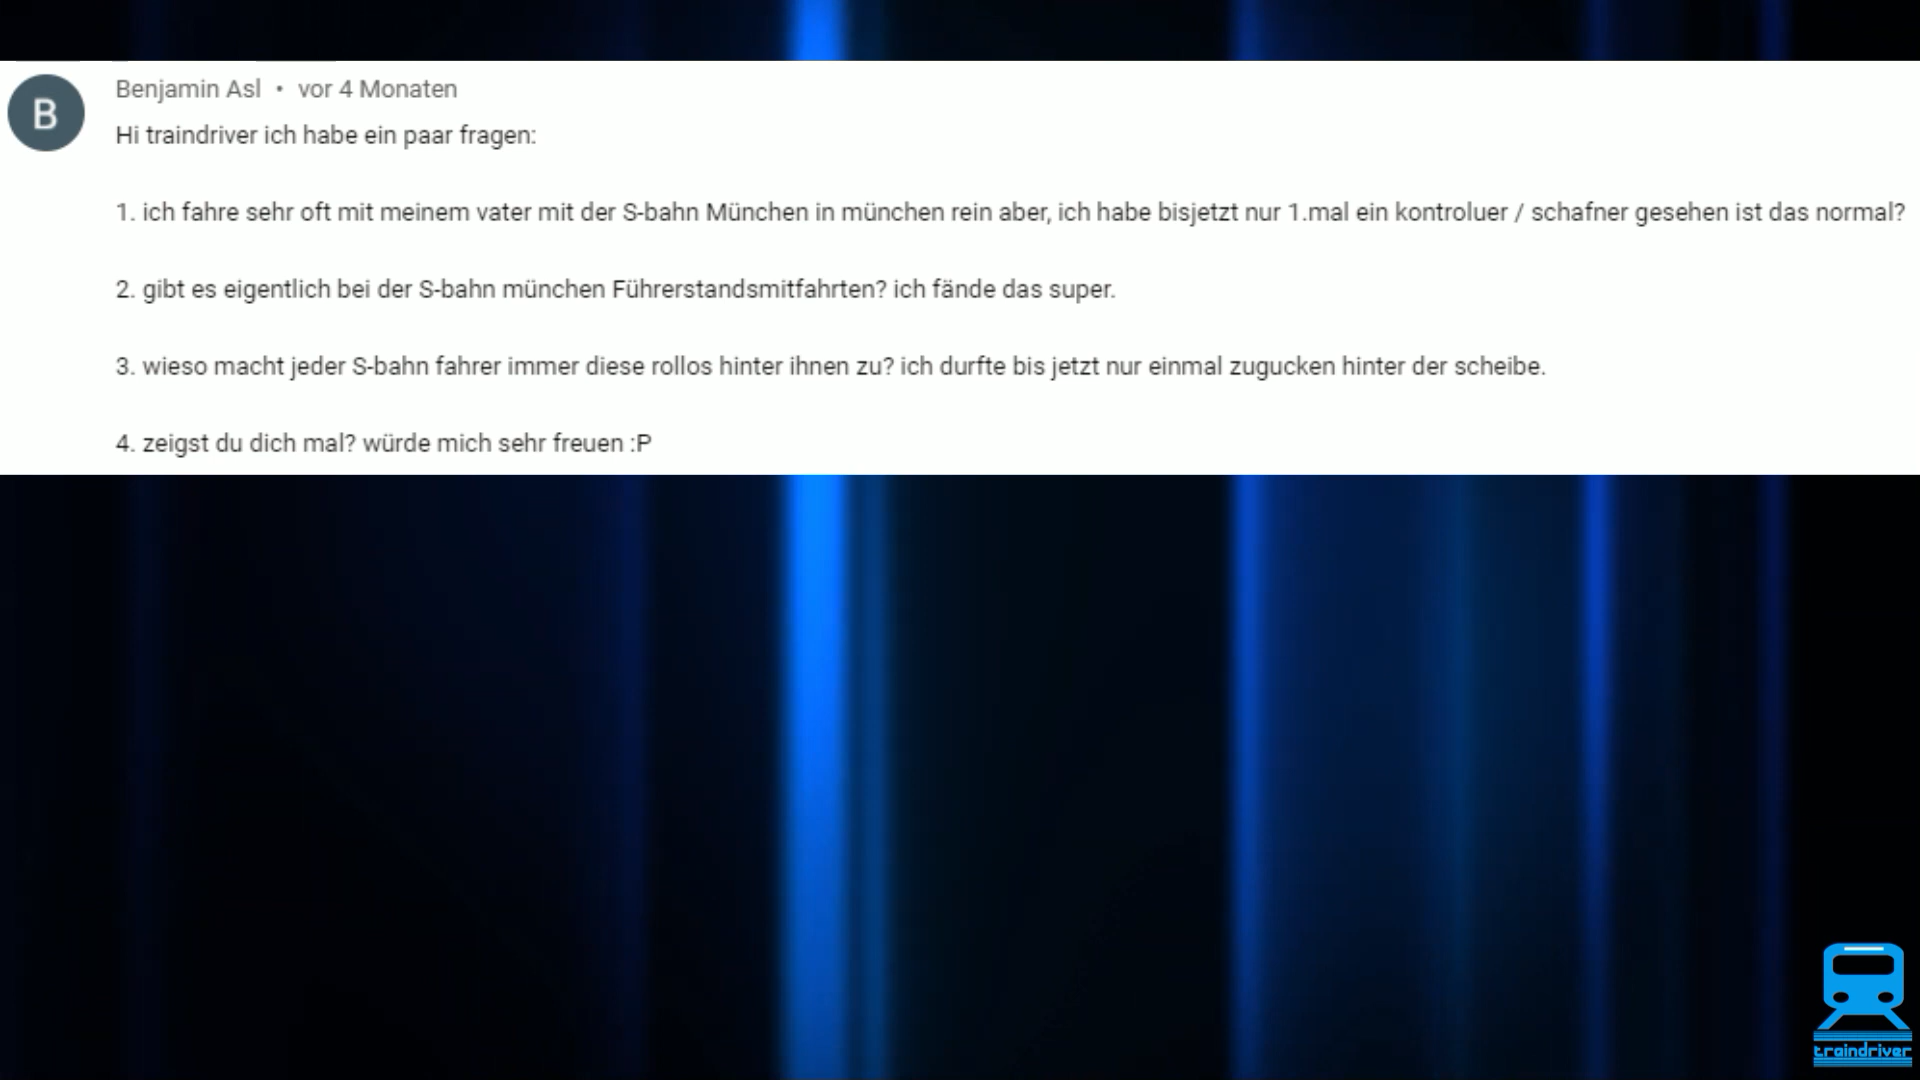 B
Benjamin Asl • vor 4 Monaten
Hi traindriver ich habe ein paar fragen:
1. ich fahre sehr oft mit meinem vater mit der S-bahn München in münchen rein aber, ich habe bisjetzt nur 1.mal ein kontroluer / schafner gesehen ist das normal?
2. gibt es eigentlich bei der S-bahn münchen Führerstandsmitfahrten? ich fände das super.
3. wieso macht jeder S-bahn fahrer immer diese rollos hinter ihnen zu? ich durfte bis jetzt nur einmal zugucken hinter der scheibe.
4. zeigst du dich mal? würde mich sehr freuen :P
traindriver